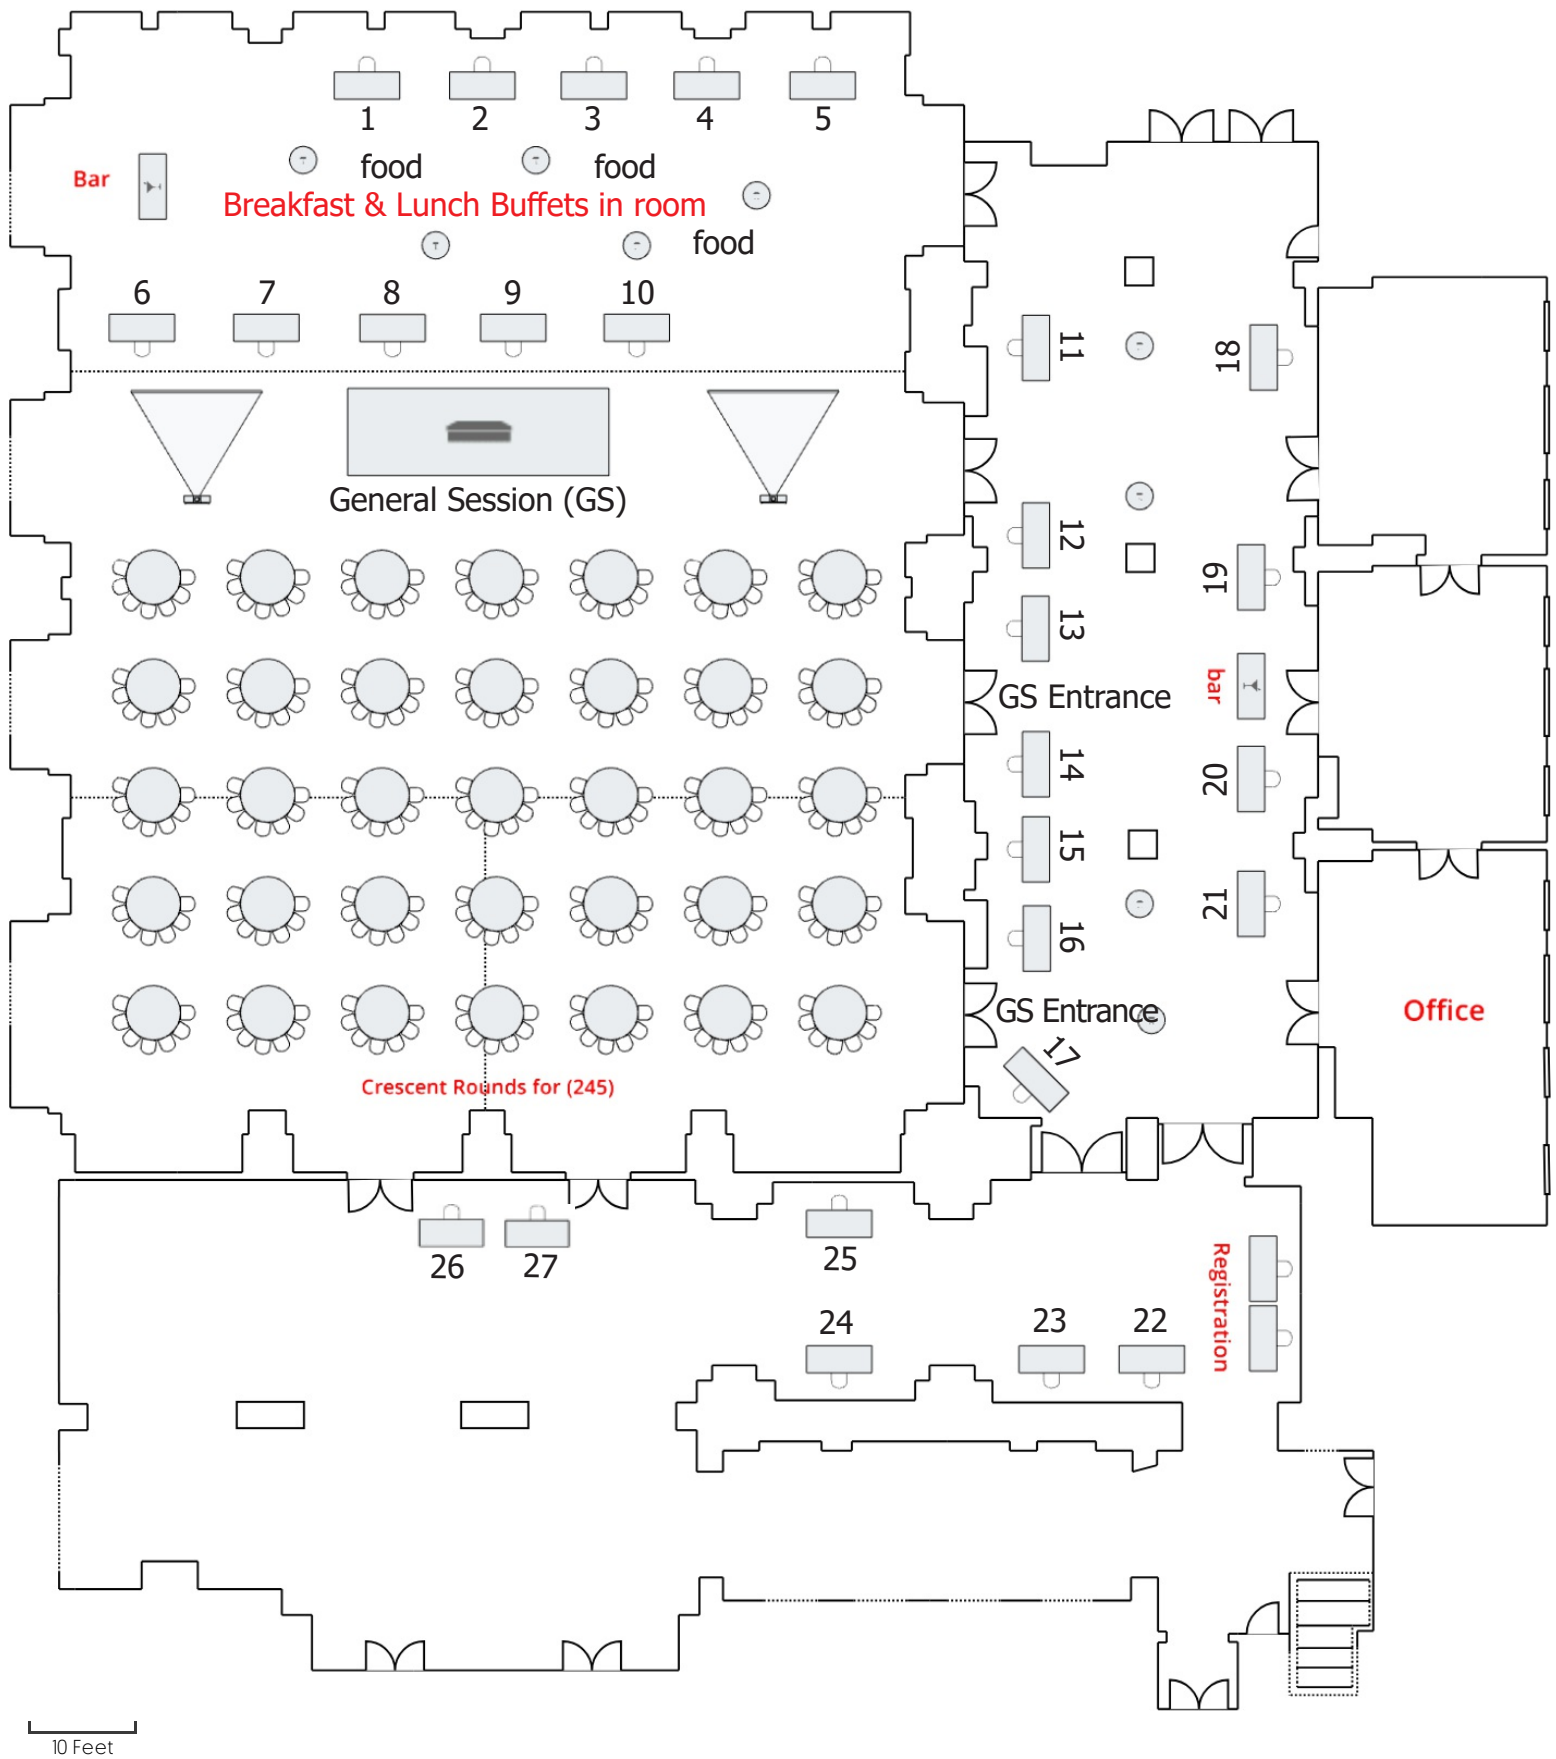 1 2 3 4 5
food food
Bar
Breakfast & Lunch Buffets in room
food
6 7 8 9 10
11
18
General Session (GS)
12
19
13
GS Entrance
bar
14
20
15
21
16
GS Entrance
Office
17
Crescent Rounds for (245)
26 27
25
Registration
24 23 22
10 Feet